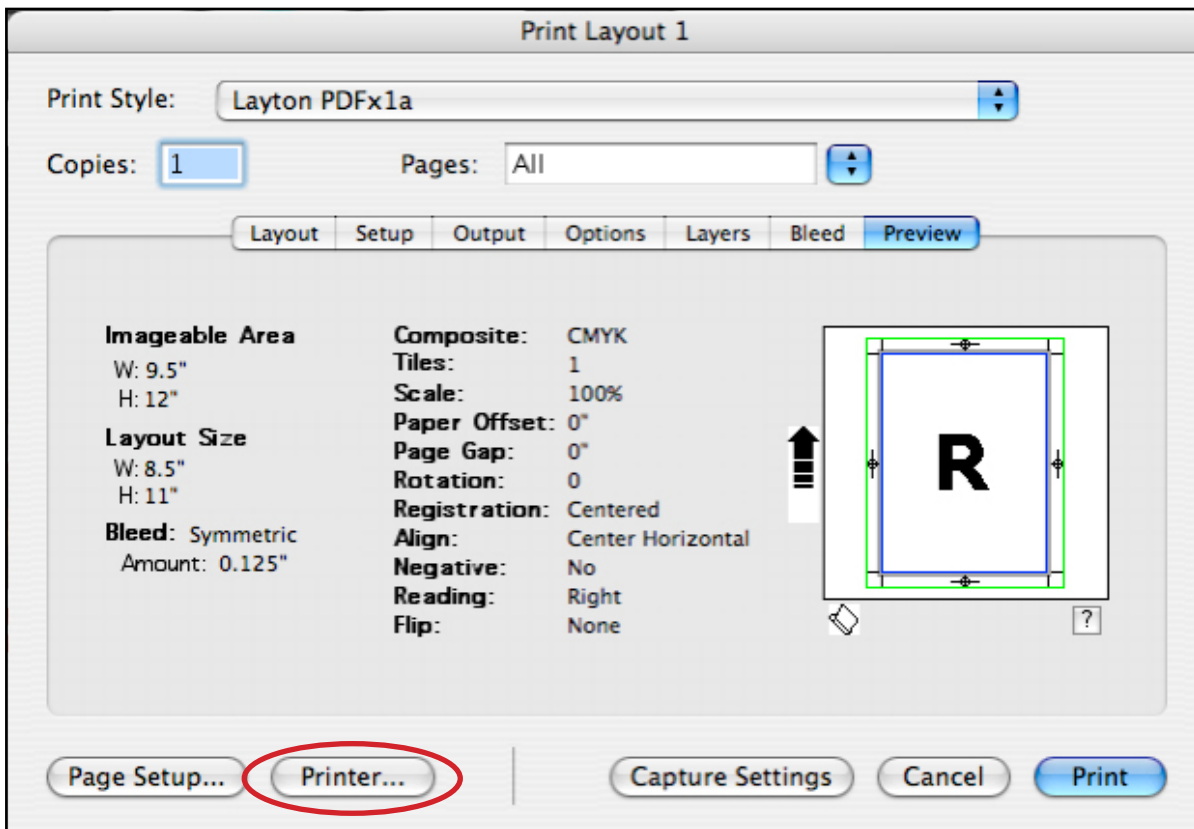 Print Layout 1
Print Style: Layton PDFx1a
Copies: 1 Pages: All
Layout Setup Output Options Layers Bleed Preview
Imageable Area
W: 9.5"
H: 12"
Layout Size
W: 8.5"
H: 11"
Bleed: Symmetric
Amount: 0.125"
Composite: CMYK
Tiles: 1
Scale: 100%
Paper Offset: 0"
Page Gap: 0"
Rotation: 0
Registration: Centered
Align: Center Horizontal
Negative: No
Reading: Right
Flip: None
R
?
Page Setup... Printer... Capture Settings Cancel Print